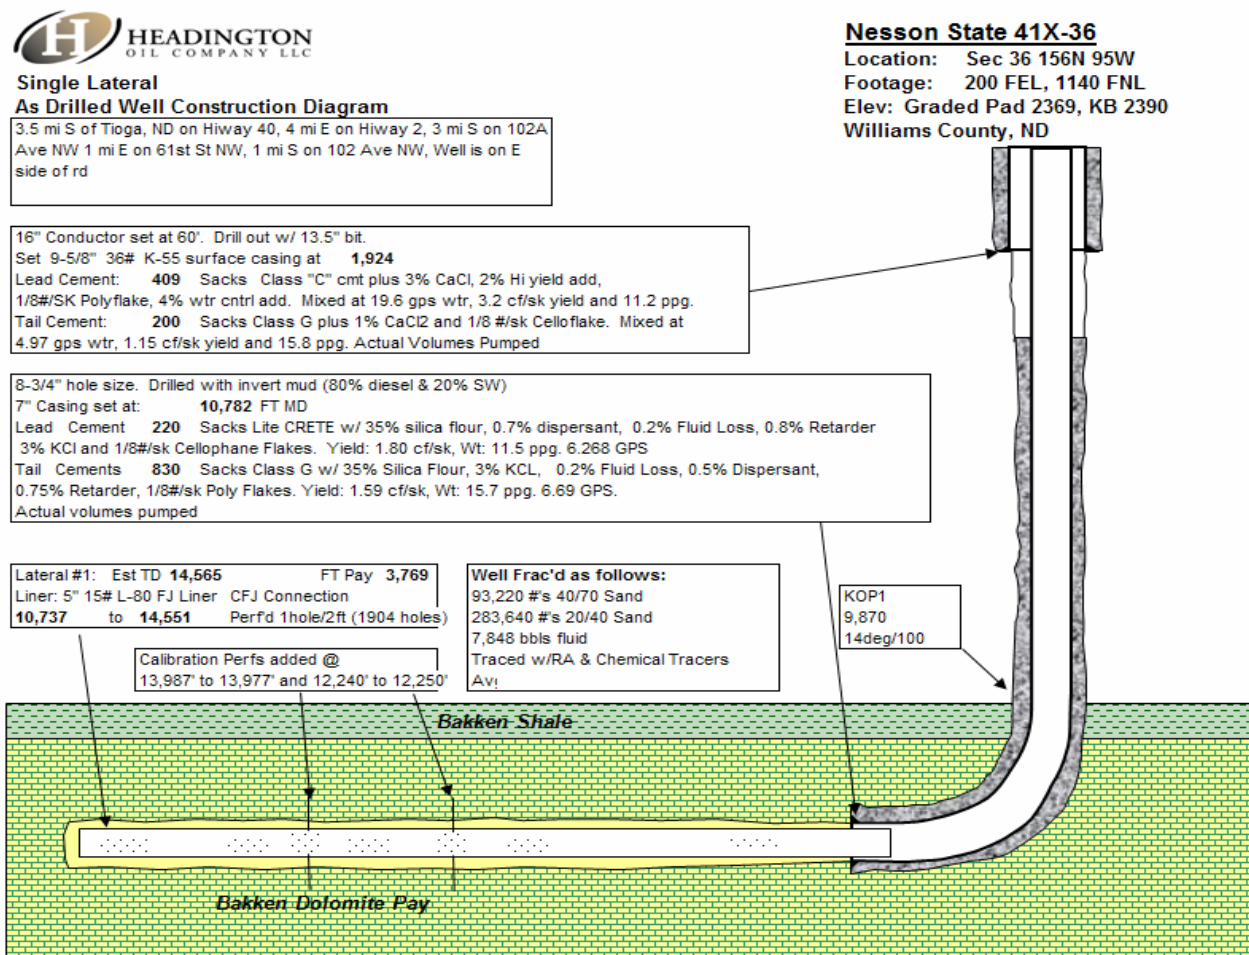 HEADINGTON
OIL COMPANY LLC
Single Lateral
As Drilled Well Construction Diagram
3.5 mi S of Tioga, ND on Hiway 40, 4 mi E on Hiway 2, 3 mi S on 102A
Ave NW 1 mi E on 61st St NW, 1 mi S on 102 Ave NW, Well is on E
side of rd
Nesson State 41X-36
Location: Sec 36 156N 95W
Footage: 200 FEL, 1140 FNL
Elev: Graded Pad 2369, KB 2390
Williams County, ND
16" Conductor set at 60'. Drill out w/ 13.5" bit.
Set 9-5/8" 36# K-55 surface casing at 1,924
Lead Cement: 409 Sacks Class "C" cmt plus 3% CaCl, 2% Hi yield add,
1/8#/SK Polyflake, 4% wtr cntrl add. Mixed at 19.6 gps wtr, 3.2 cf/sk yield and 11.2 ppg.
Tail Cement: 200 Sacks Class G plus 1% CaCl2 and 1/8 #/sk Celloflake. Mixed at
4.97 gps wtr, 1.15 cf/sk yield and 15.8 ppg. Actual Volumes Pumped
8-3/4" hole size. Drilled with invert mud (80% diesel & 20% SW)
7" Casing set at: 10,782 FT MD
Lead Cement 220 Sacks Lite CRETE w/ 35% silica flour, 0.7% dispersant, 0.2% Fluid Loss, 0.8% Retarder
3% KCl and 1/8#/sk Cellophane Flakes. Yield: 1.80 cf/sk, Wt: 11.5 ppg. 6.268 GPS
Tail Cements 830 Sacks Class G w/ 35% Silica Flour, 3% KCL, 0.2% Fluid Loss, 0.5% Dispersant,
0.75% Retarder, 1/8#/sk Poly Flakes. Yield: 1.59 cf/sk, Wt: 15.7 ppg. 6.69 GPS.
Actual volumes pumped
Lateral #1: Est TD 14,565 FT Pay 3,769
Liner: 5" 15# L-80 FJ Liner CFJ Connection
10,737 to 14,551 Perf'd 1hole/2ft (1904 holes)
Calibration Perfs added @
13,987' to 13,977' and 12,240' to 12,250'
Well Frac'd as follows:
93,220 #'s 40/70 Sand
283,640 #'s 20/40 Sand
7,848 bbls fluid
Traced w/RA & Chemical Tracers
KOP1
9,870
14deg/100
Bakken Shale
Bakken Dolomite Pay